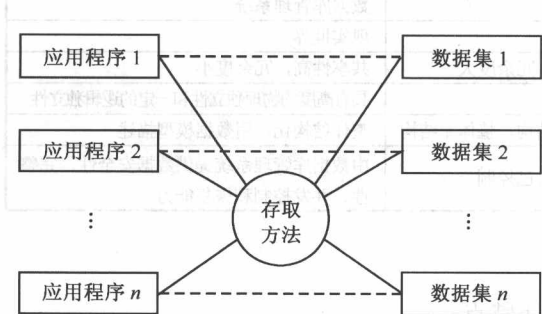 应用程序 1
数据集 1
应用程序 2
数据集 2
存取
方法
⋮
⋮
应用程序 n
数据集 n